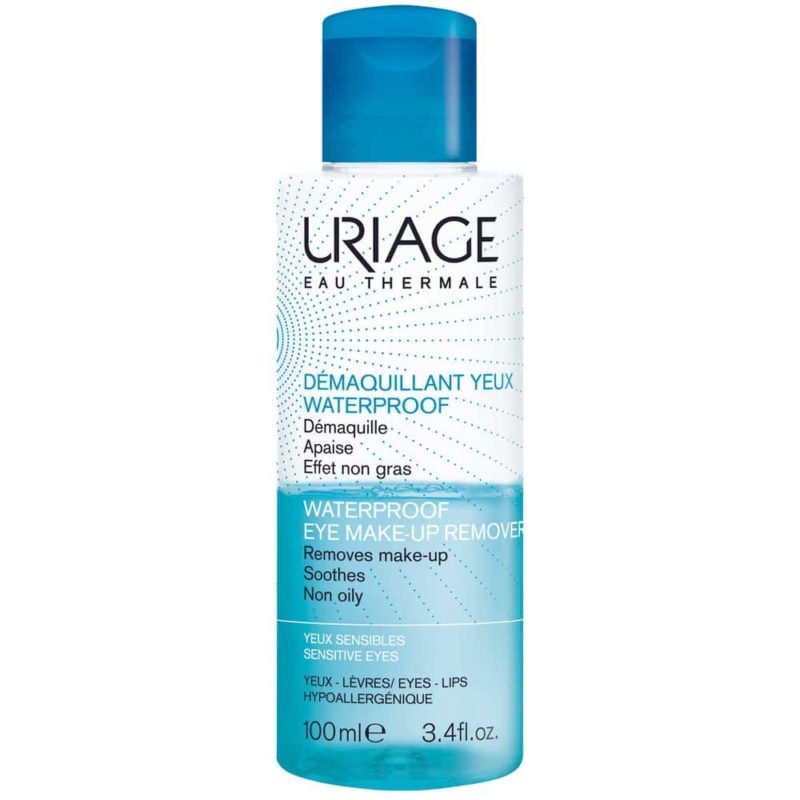 URIAGE
EAU THERMALE
DÉMAQUILLANT YEUX
WATERPROOF
Démaquille
Apaise
Effet non gras
WATERPROOF
EYE MAKE-UP REMOVER
Removes make-up
Soothes
Non oily
YEUX SENSIBLES
SENSITIVE EYES
YEUX - LÈVRES/ EYES - LIPS
HYPOALLERGÉNIQUE
100ml℮ 3.4fl.oz.